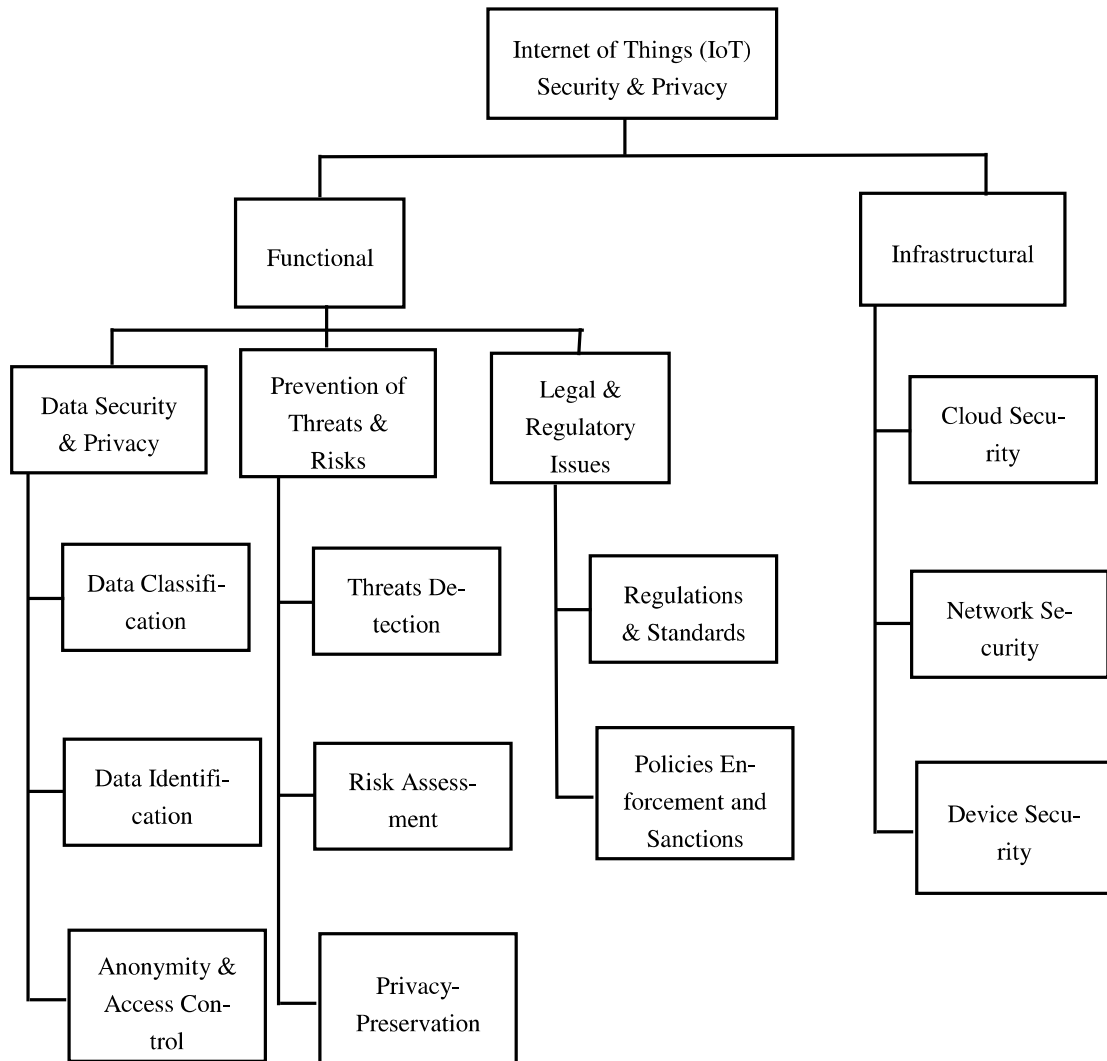 Internet of Things (IoT)
Security & Privacy
Functional
Infrastructural
Data Security
& Privacy
Prevention of
Threats &
Risks
Legal &
Regulatory
Issues
Cloud Secu-
rity
Data Classifi-
cation
Threats De-
tection
Regulations
& Standards
Network Se-
curity
Data Identifi-
cation
Risk Assess-
ment
Policies En-
forcement and
Sanctions
Device Secu-
rity
Anonymity &
Access Con-
trol
Privacy-
Preservation